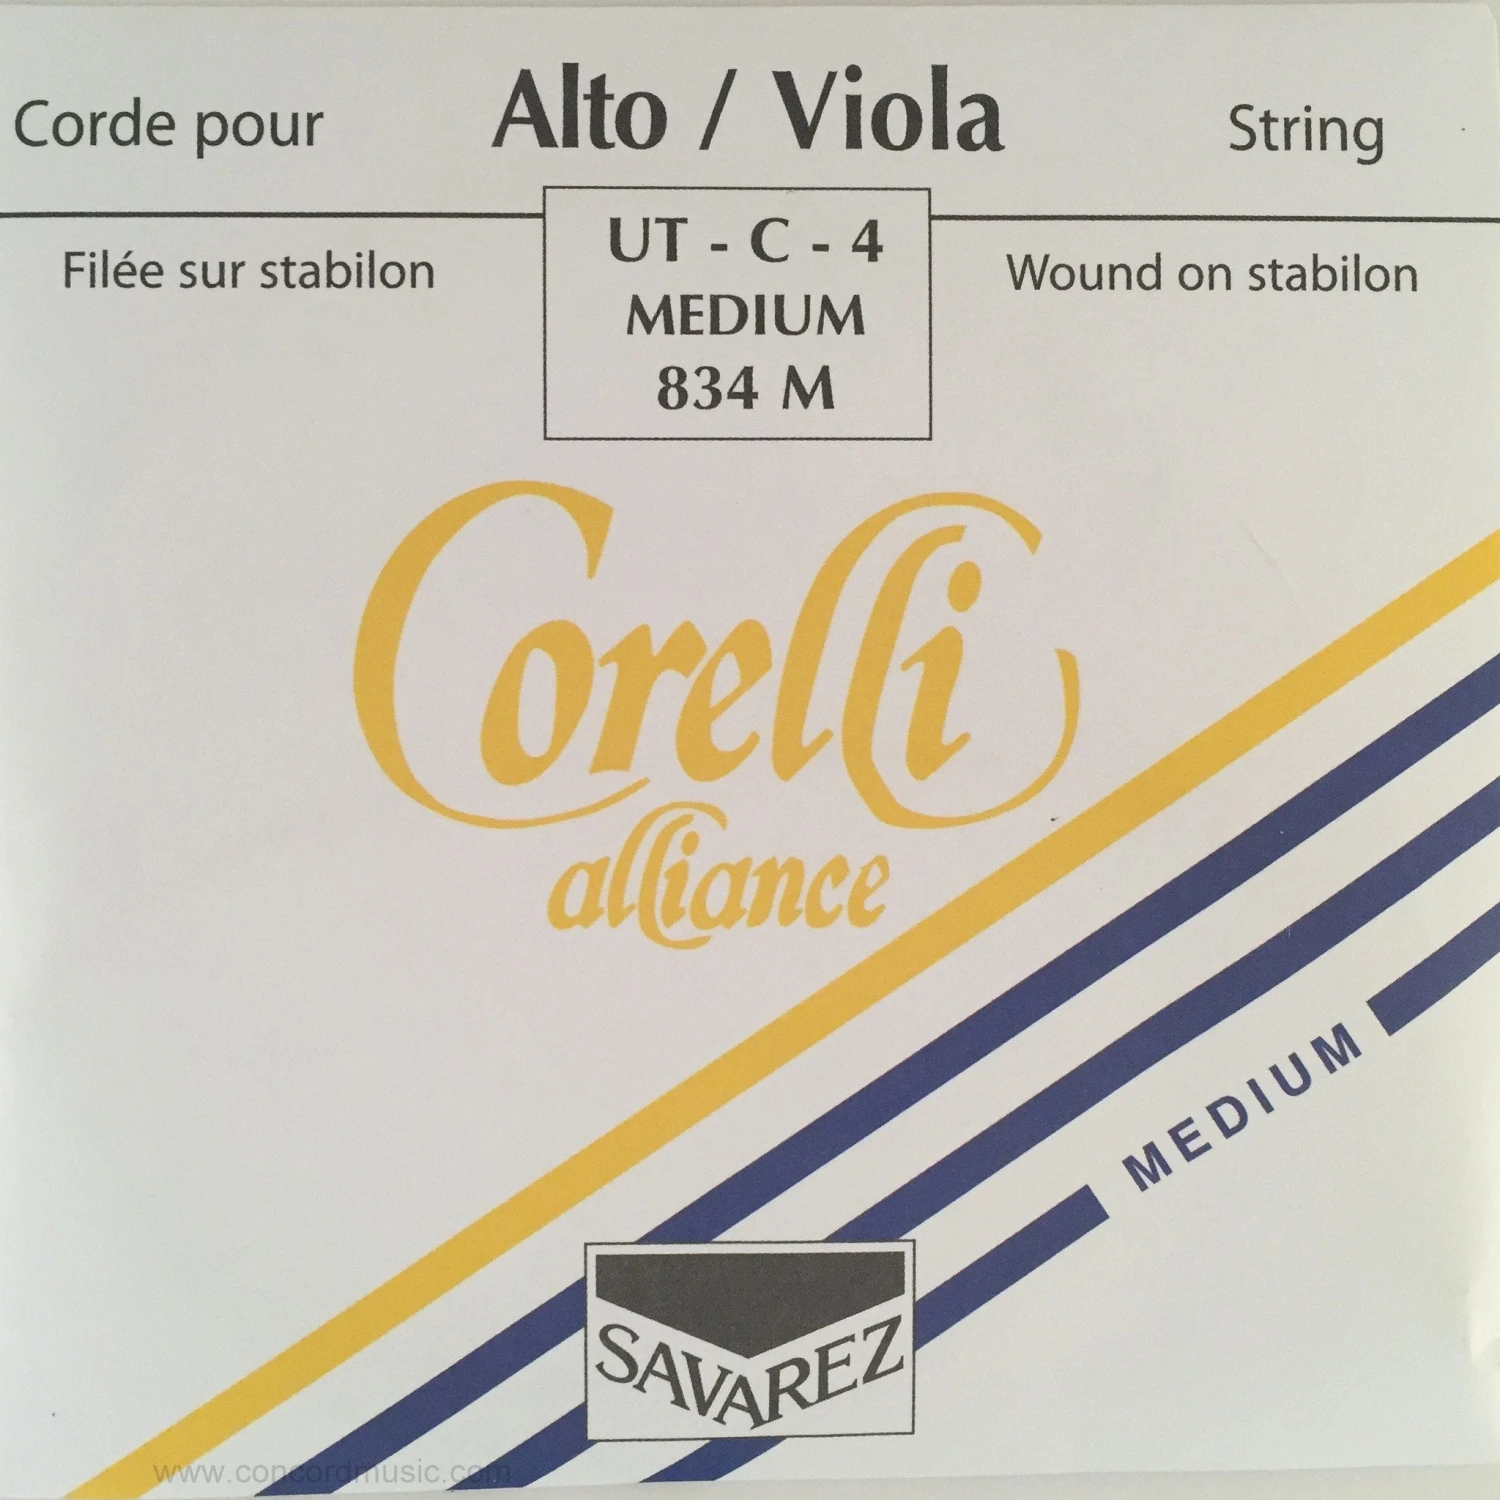 Corde pour
Alto / Viola
String
Filée sur stabilon
UT - C - 4
MEDIUM
834 M
Wound on stabilon
Corelli
alliance
MEDIUM
SAVAREZ
www.concordmusic.com